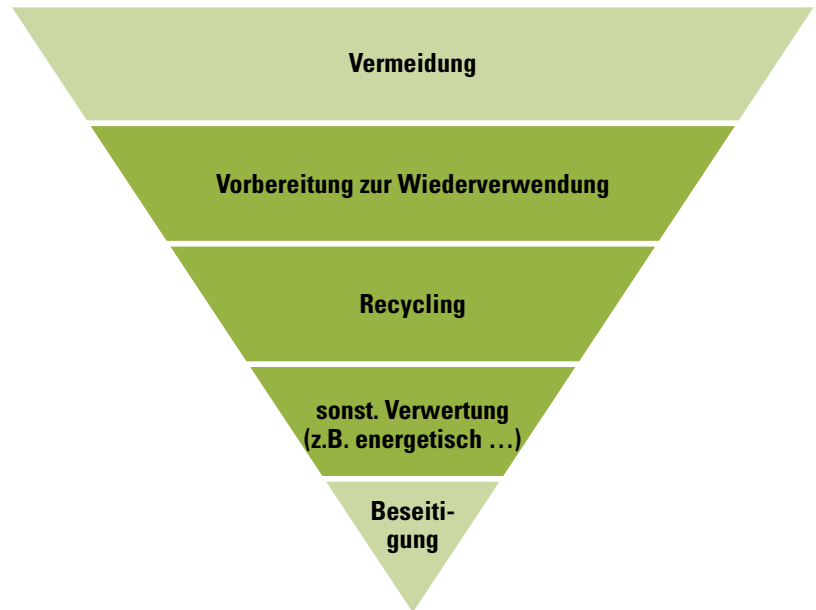 Vermeidung
Vorbereitung zur Wiederverwendung
Recycling
sonst. Verwertung
(z.B. energetisch …)
Beseiti-
gung